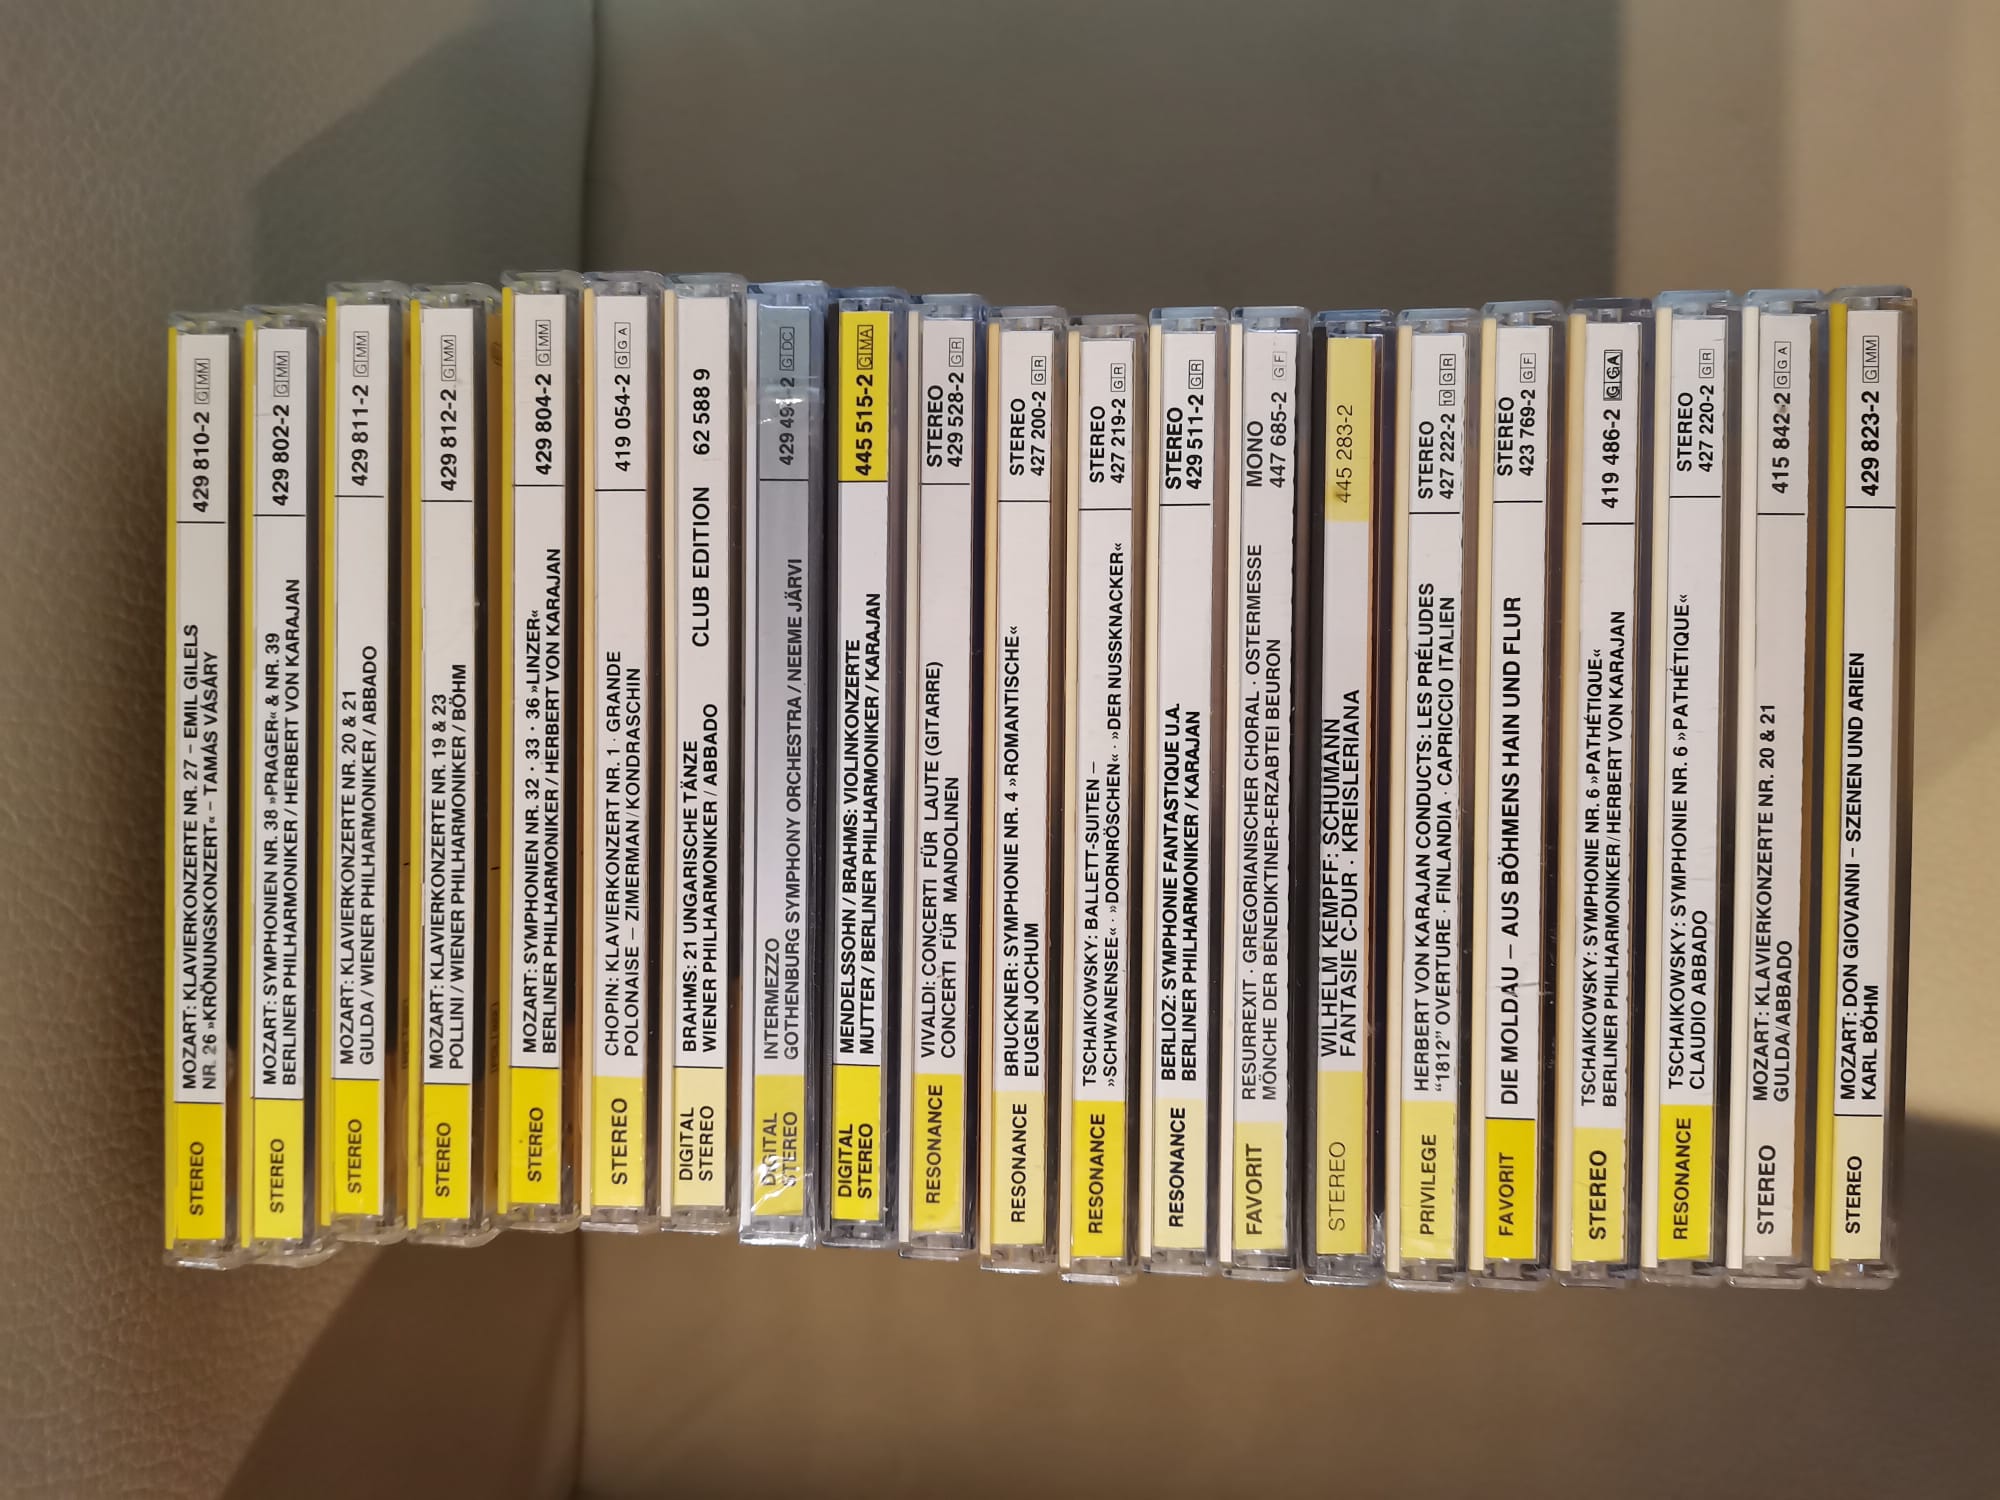 STEREO
MOZART: KLAVIERKONZERTE NR. 27 – EMIL GILELS
NR. 26 »KRÖNUNGSKONZERT« – TAMÁS VÁSÁRY
429 810-2 G MM
STEREO
MOZART: SYMPHONIEN NR. 38 »PRAGER« & NR. 39
BERLINER PHILHARMONIKER / HERBERT VON KARAJAN
429 802-2 G MM
STEREO
MOZART: KLAVIERKONZERTE NR. 20 & 21
GULDA / WIENER PHILHARMONIKER / ABBADO
429 811-2 G MM
STEREO
MOZART: KLAVIERKONZERTE NR. 19 & 23
POLLINI / WIENER PHILHARMONIKER / BÖHM
429 812-2 G MM
STEREO
MOZART: SYMPHONIEN NR. 32 · 33 · 36 »LINZER«
BERLINER PHILHARMONIKER / HERBERT VON KARAJAN
429 804-2 G MM
STEREO
CHOPIN: KLAVIERKONZERT NR. 1 · GRANDE
POLONAISE – ZIMERMAN/KONDRASCHIN
419 054-2 G G A
DIGITAL
STEREO
BRAHMS: 21 UNGARISCHE TÄNZE
WIENER PHILHARMONIKER / ABBADO
CLUB EDITION 62 588 9
DIGITAL
STEREO
INTERMEZZO
GOTHENBURG SYMPHONY ORCHESTRA / NEEME JÄRVI
429 G DC
DIGITAL
STEREO
MENDELSSOHN / BRAHMS: VIOLINKONZERTE
MUTTER / BERLINER PHILHARMONIKER / KARAJAN
445 515-2 G MA
RESONANCE
VIVALDI: CONCERTI FÜR LAUTE (GITARRE)
CONCERTI FÜR MANDOLINEN
STEREO
429 528-2 G R
RESONANCE
BRUCKNER: SYMPHONIE NR. 4 »ROMANTISCHE«
EUGEN JOCHUM
STEREO
427 200-2 G R
RESONANCE
TSCHAIKOWSKY: BALLETT-SUITEN –
»SCHWANENSEE« · »DORNRÖSCHEN« · »DER NUSSKNACKER«
STEREO
427 219-2 G R
RESONANCE
BERLIOZ: SYMPHONIE FANTASTIQUE U.A.
BERLINER PHILHARMONIKER / KARAJAN
STEREO
429 511-2 G R
FAVORIT
RESURREXIT · GREGORIANISCHER CHORAL · OSTERMESSE
MÖNCHE DER BENEDIKTINER-ERZABTEI BEURON
MONO
447 685-2 G F
STEREO
WILHELM KEMPFF: SCHUMANN
FANTASIE C-DUR · KREISLERIANA
445 283-2
PRIVILEGE
HERBERT VON KARAJAN CONDUCTS: LES PRÉLUDES
“1812” OVERTURE · FINLANDIA · CAPRICCIO ITALIEN
STEREO
427 222-2 10 G R
FAVORIT
DIE MOLDAU – AUS BÖHMENS HAIN UND FLUR
STEREO
423 769-2 G F
STEREO
TSCHAIKOWSKY: SYMPHONIE NR. 6 »PATHÉTIQUE«
BERLINER PHILHARMONIKER / HERBERT VON KARAJAN
419 486-2 G G A
RESONANCE
TSCHAIKOWSKY: SYMPHONIE NR. 6 »PATHÉTIQUE«
CLAUDIO ABBADO
STEREO
427 220-2 G R
STEREO
MOZART: KLAVIERKONZERTE NR. 20 & 21
GULDA/ABBADO
415 842-2 G G A
STEREO
MOZART: DON GIOVANNI – SZENEN UND ARIEN
KARL BÖHM
429 823-2 G MM